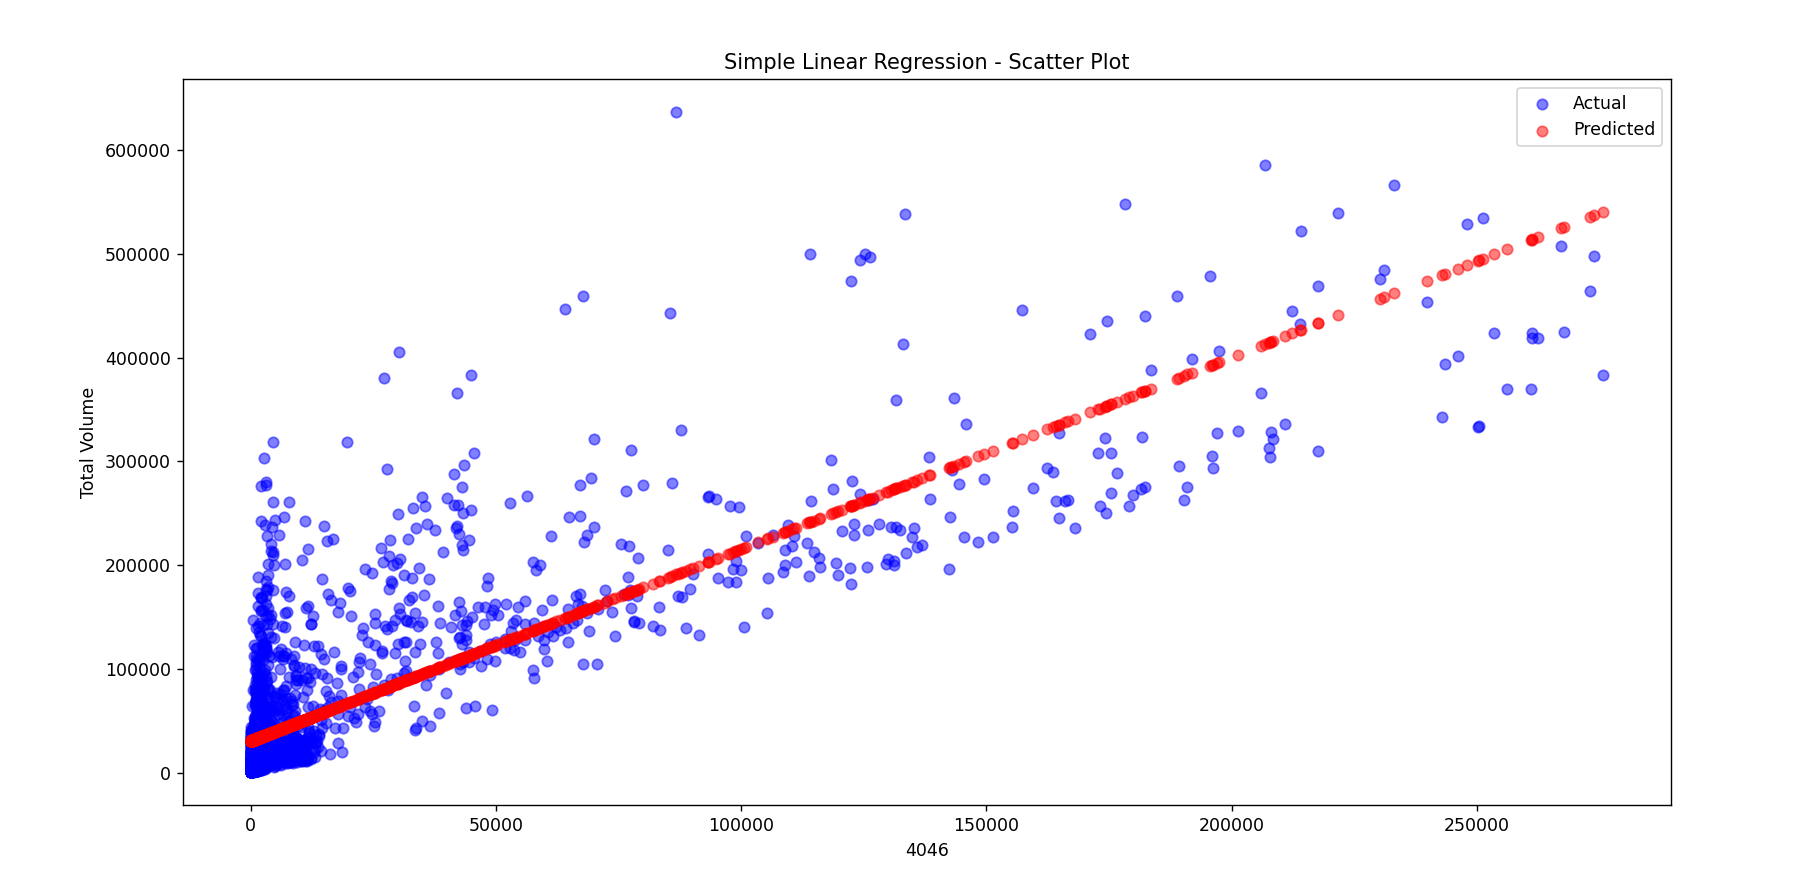 Simple Linear Regression - Scatter Plot
Actual
Predicted
Total Volume
600000
500000
400000
300000
200000
100000
0
0 50000 100000 150000 200000 250000
4046